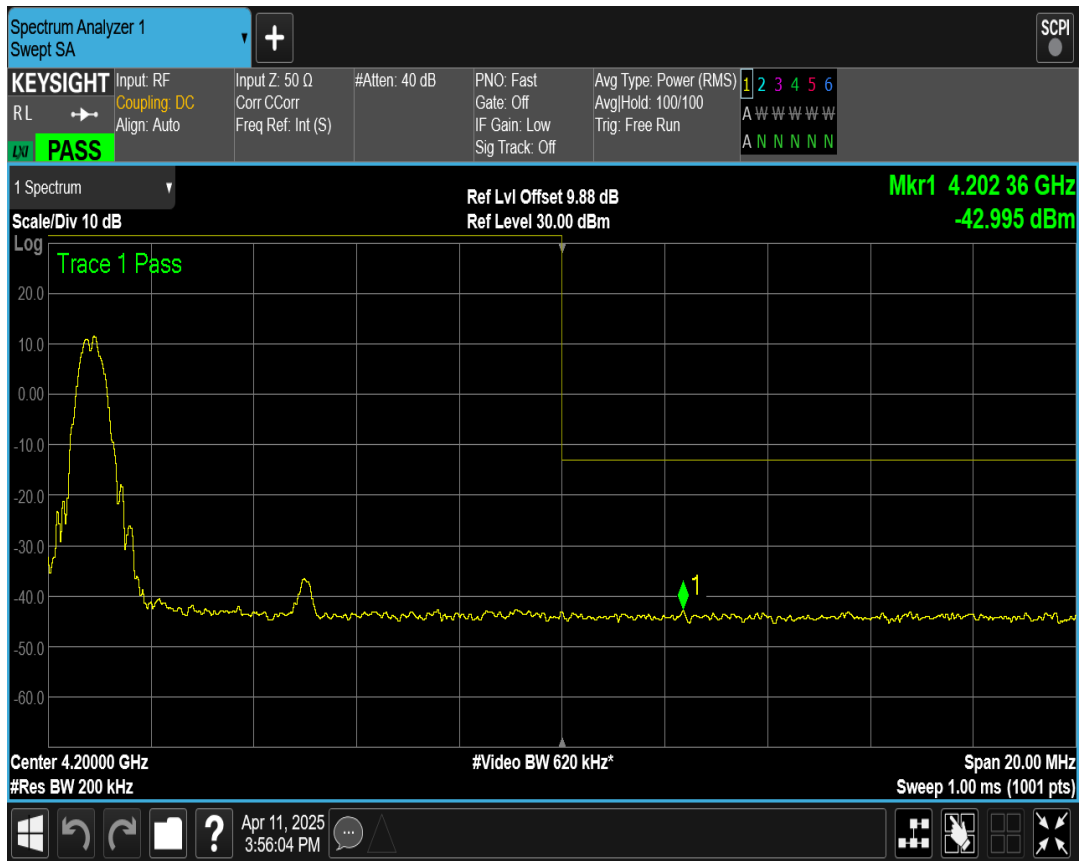 Spectrum Analyzer 1
Swept SA
+
SCPI
KEYSIGHT
R L
LXI PASS
Input: RF
Coupling: DC
Align: Auto
Input Z: 50 Ω
Corr CCorr
Freq Ref: Int (S)
#Atten: 40 dB
PNO: Fast
Gate: Off
IF Gain: Low
Sig Track: Off
Avg Type: Power (RMS)
Avg|Hold: 100/100
Trig: Free Run
1 2 3 4 5 6
A W W W W W
A N N N N N
1 Spectrum
Scale/Div 10 dB
Ref Lvl Offset 9.88 dB
Ref Level 30.00 dBm
Mkr1 4.202 36 GHz
-42.995 dBm
Log
Trace 1 Pass
20.0
10.0
0.00
-10.0
-20.0
-30.0
-40.0
-50.0
-60.0
1
Center 4.20000 GHz
#Res BW 200 kHz
#Video BW 620 kHz*
Span 20.00 MHz
Sweep 1.00 ms (1001 pts)
?
Apr 11, 2025
3:56:04 PM